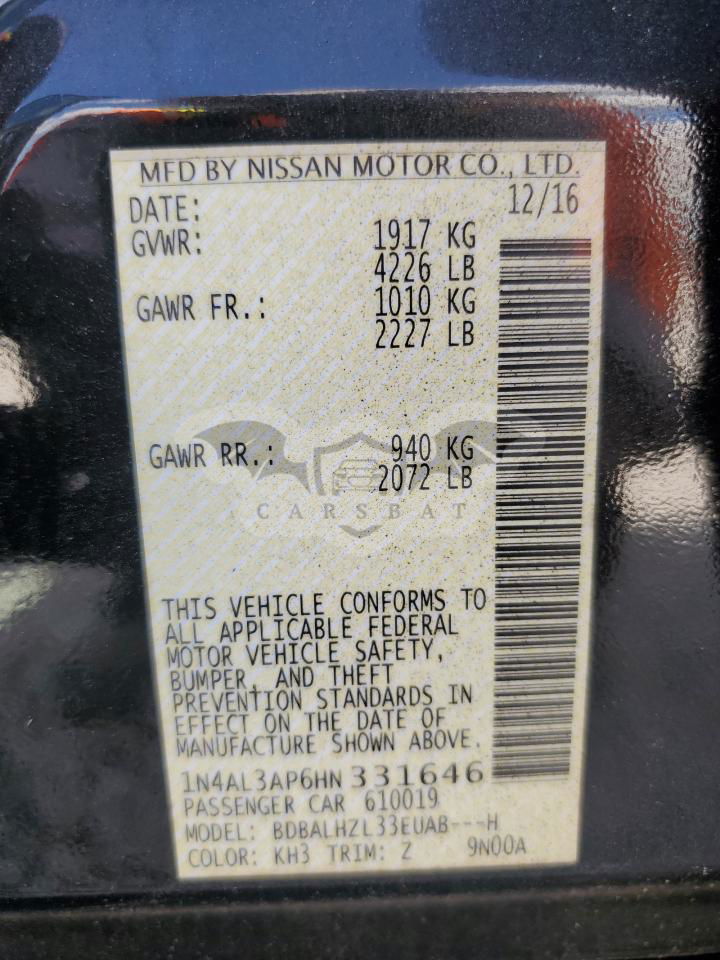 MFD BY NISSAN MOTOR CO., LTD.
DATE: 12/16
GVWR: 1917 KG
4226 LB
GAWR FR.: 1010 KG
2227 LB
GAWR RR.: 940 KG
2072 LB
CARSBAT
THIS VEHICLE CONFORMS TO
ALL APPLICABLE FEDERAL
MOTOR VEHICLE SAFETY,
BUMPER, AND THEFT
PREVENTION STANDARDS IN
EFFECT ON THE DATE OF
MANUFACTURE SHOWN ABOVE.
1N4AL3AP6HN 331646
PASSENGER CAR 610019
MODEL: BDBALHZL33EUAB---H
COLOR: KH3 TRIM: Z 9N00A